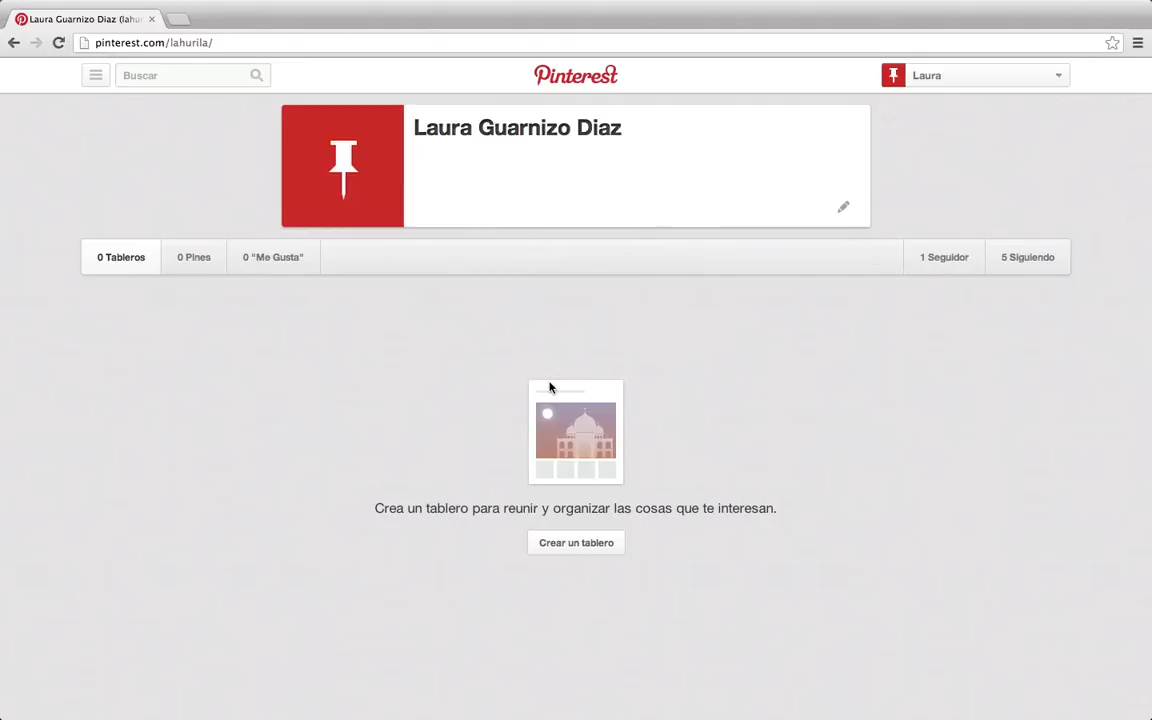 Laura Guarnizo Diaz (lahu
pinterest.com/lahurila/
Buscar
Pinterest
Laura
Laura Guarnizo Diaz
0 Tableros
0 Pines
0 "Me Gusta"
1 Seguidor
5 Siguiendo
Crea un tablero para reunir y organizar las cosas que te interesan.
Crear un tablero